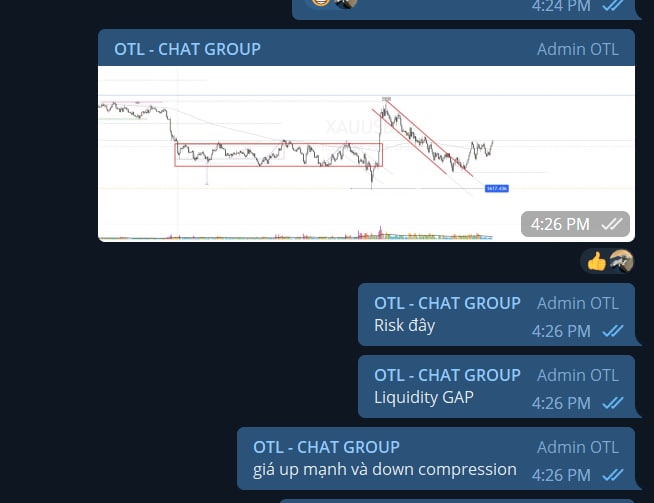 4:24 PM
OTL - CHAT GROUP Admin OTL
XAUUS
4:26 PM
OTL - CHAT GROUP Admin OTL
Risk đây
4:26 PM
OTL - CHAT GROUP Admin OTL
Liquidity GAP
4:26 PM
OTL - CHAT GROUP Admin OTL
giá up mạnh và down compression 4:26 PM